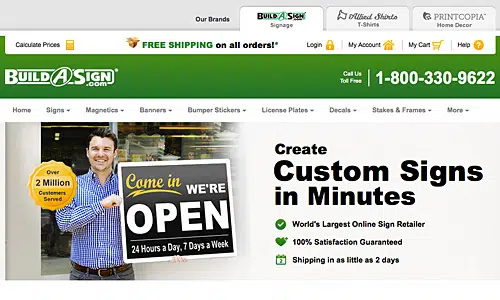 Our Brands
BUILD A SIGN
Signage
Allied Shirts
T-Shirts
PRINTCOPIA
Home Decor
Calculate Prices
FREE SHIPPING on all orders!*
Login
My Account
My Cart
Help
BUILD A SIGN
.com
Call Us
Toll Free
1-800-330-9622
Home
Signs
Magnetics
Banners
Bumper Stickers
License Plates
Decals
Stakes & Frames
More
Over
2 Million
Customers
Served
Come in
WE'RE
OPEN
24 Hours a Day, 7 Days a Week
Create
Custom Signs
in Minutes
World's Largest Online Sign Retailer
100% Satisfaction Guaranteed
Shipping in as little as 2 days